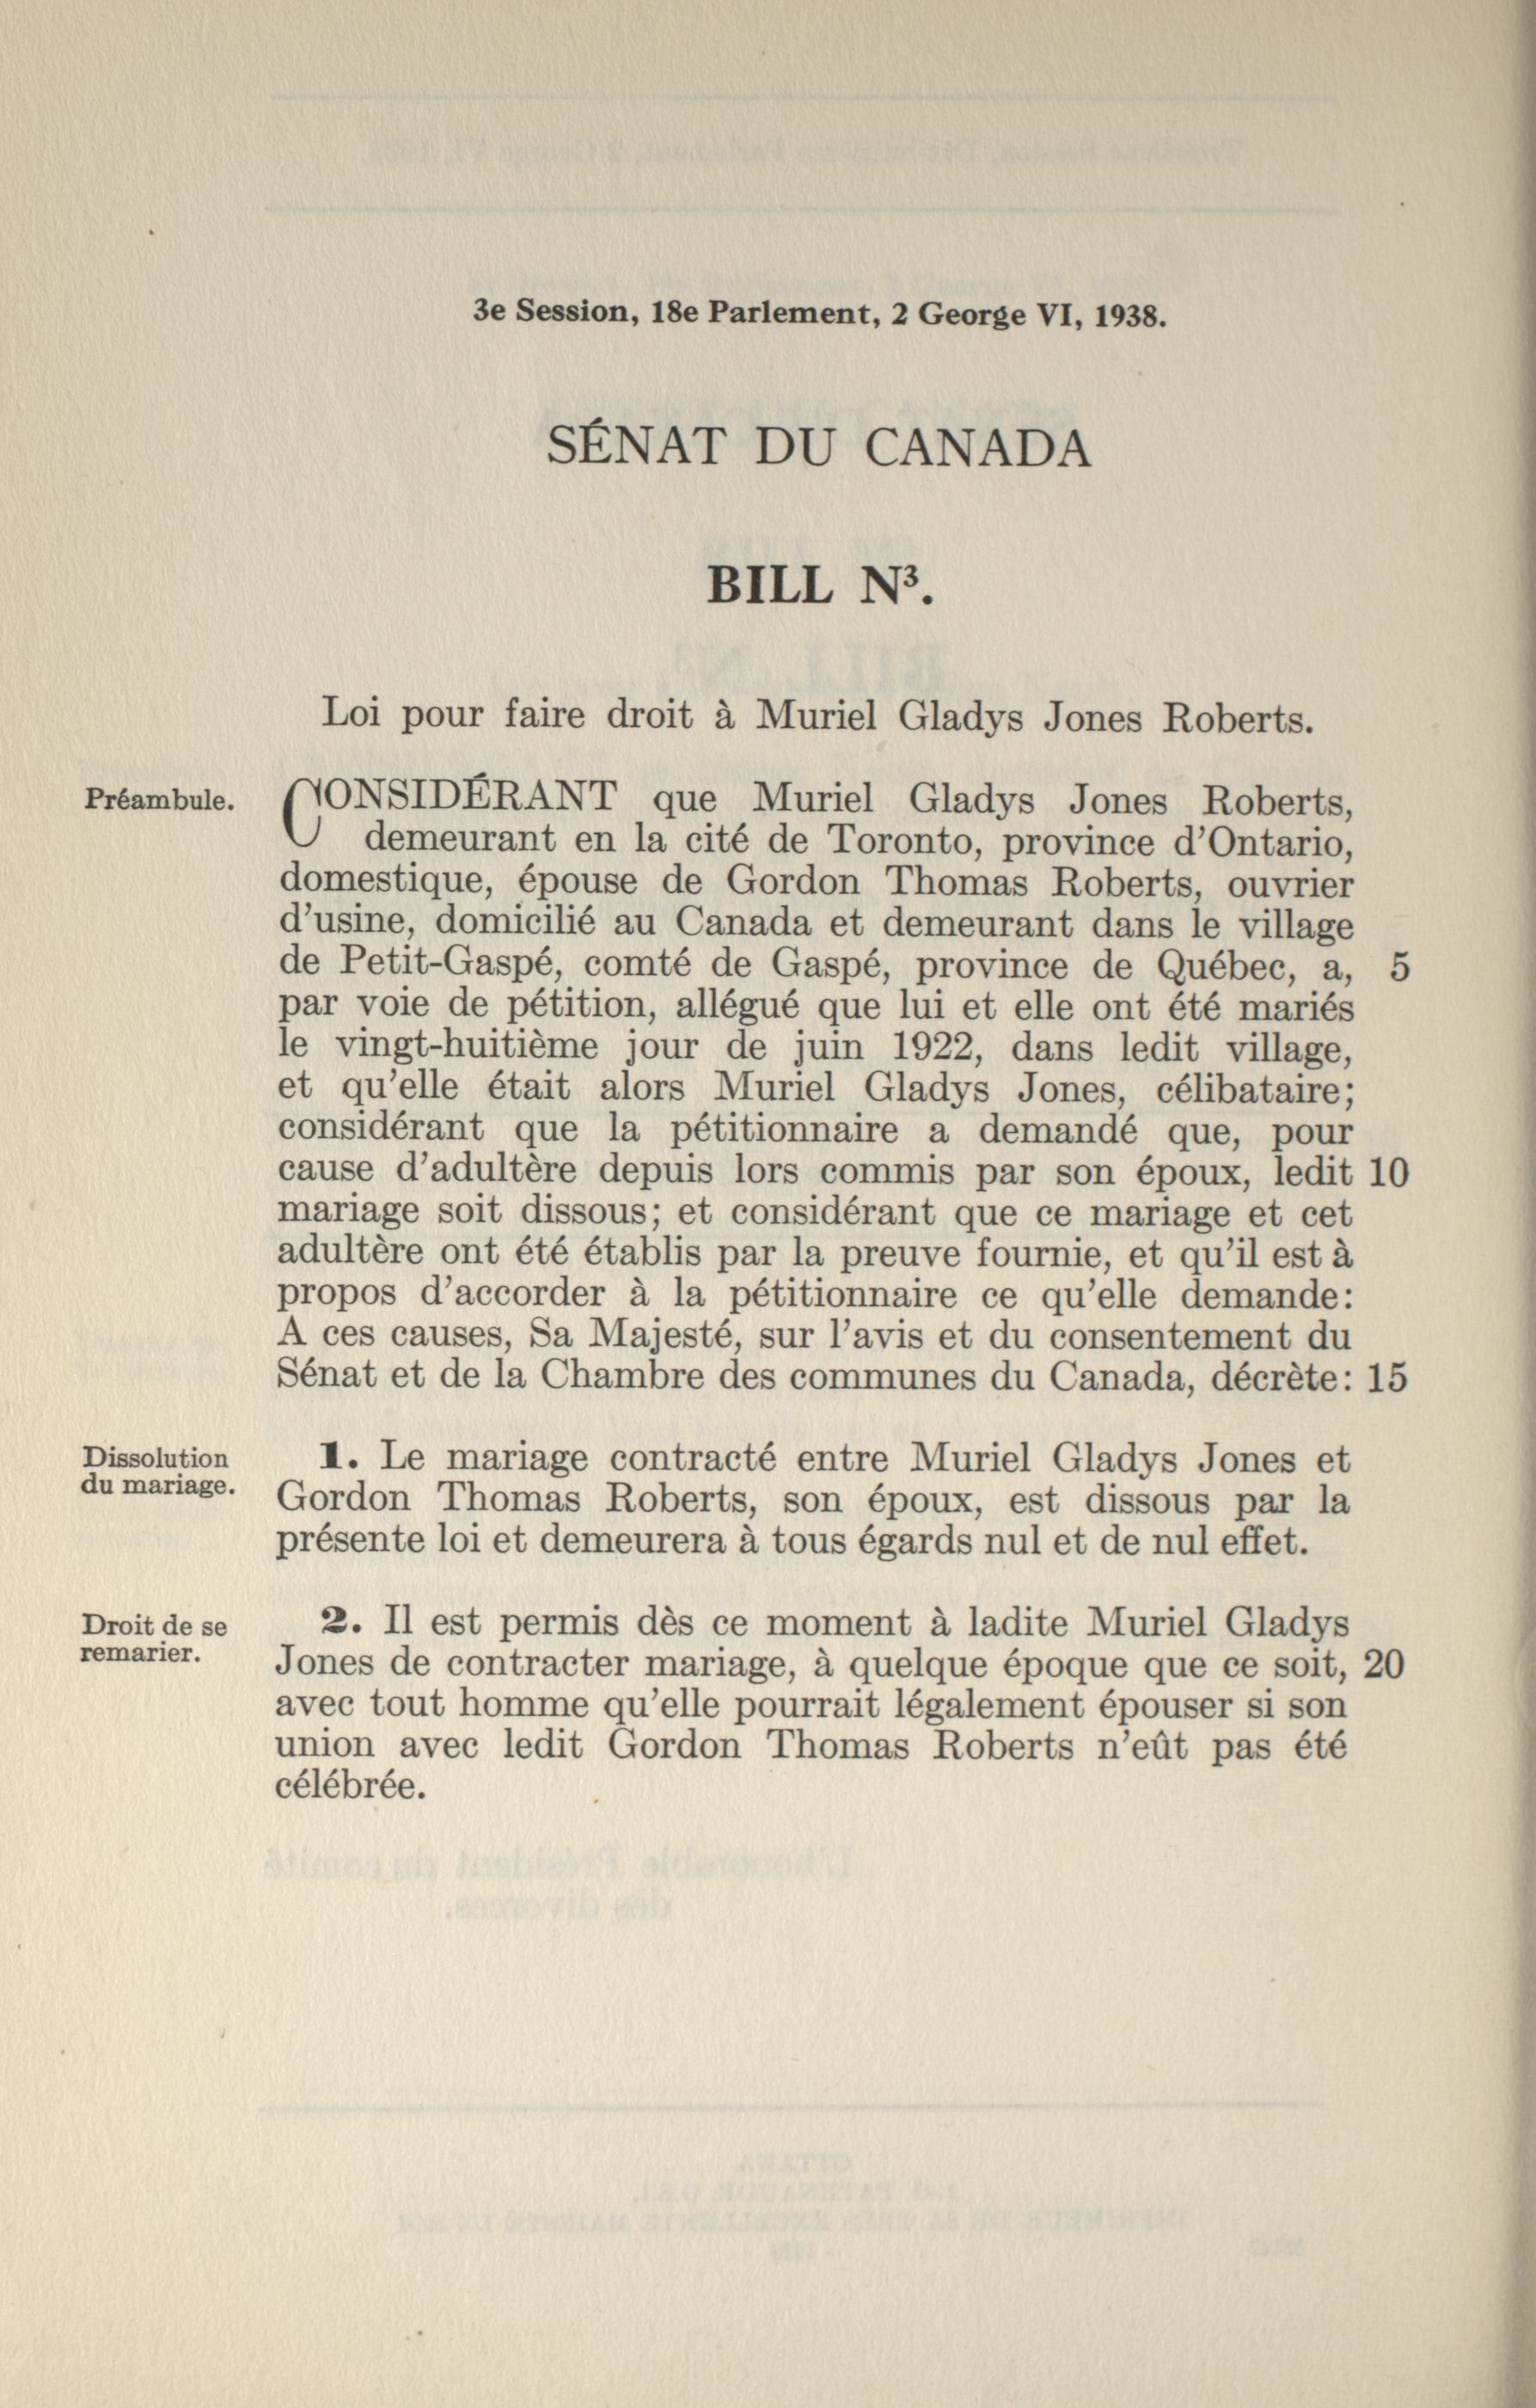 3e Session, 18e Parlement, 2 George VI, 1938.
SÉNAT DU CANADA
BILL N³.
Loi pour faire droit à Muriel Gladys Jones Roberts.
Préambule.
CONSIDÉRANT que Muriel Gladys Jones Roberts,
demeurant en la cité de Toronto, province d'Ontario,
domestique, épouse de Gordon Thomas Roberts, ouvrier
d'usine, domicilié au Canada et demeurant dans le village
de Petit-Gaspé, comté de Gaspé, province de Québec, a, 5
par voie de pétition, allégué que lui et elle ont été mariés
le vingt-huitième jour de juin 1922, dans ledit village,
et qu'elle était alors Muriel Gladys Jones, célibataire;
considérant que la pétitionnaire a demandé que, pour
cause d'adultère depuis lors commis par son époux, ledit 10
mariage soit dissous; et considérant que ce mariage et cet
adultère ont été établis par la preuve fournie, et qu'il est à
propos d'accorder à la pétitionnaire ce qu'elle demande:
A ces causes, Sa Majesté, sur l'avis et du consentement du
Sénat et de la Chambre des communes du Canada, décrète: 15
Dissolution
du mariage.
1. Le mariage contracté entre Muriel Gladys Jones et
Gordon Thomas Roberts, son époux, est dissous par la
présente loi et demeurera à tous égards nul et de nul effet.
Droit de se
remarier.
2. Il est permis dès ce moment à ladite Muriel Gladys
Jones de contracter mariage, à quelque époque que ce soit, 20
avec tout homme qu'elle pourrait légalement épouser si son
union avec ledit Gordon Thomas Roberts n'eût pas été
célébrée.